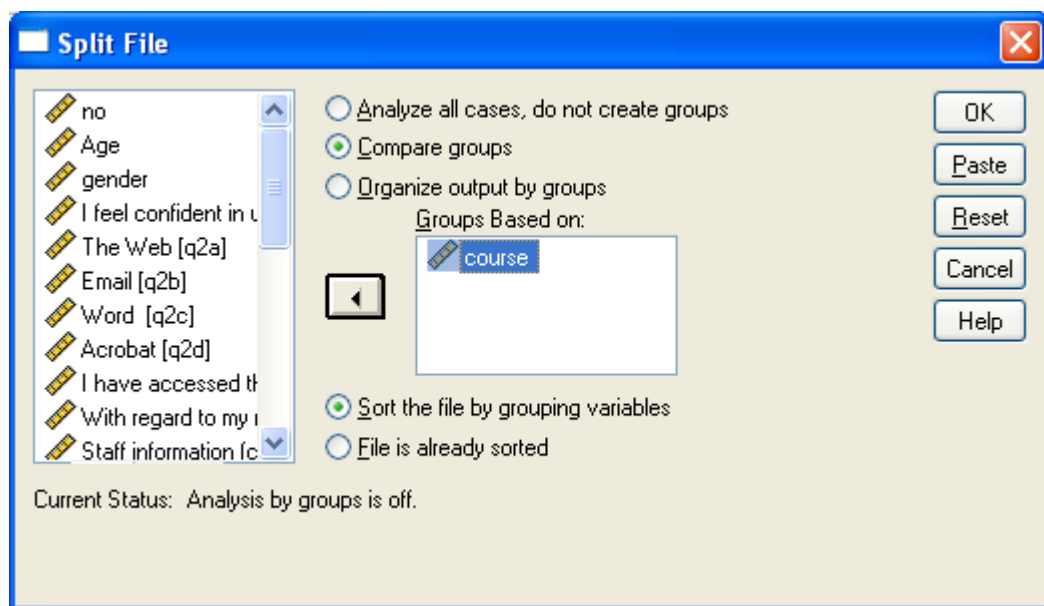 Split File
no
Age
gender
I feel confident in u
The Web [q2a]
Email [q2b]
Word [q2c]
Acrobat [q2d]
I have accessed th
With regard to my r
Staff information [c
Analyze all cases, do not create groups
Compare groups
Organize output by groups
Groups Based on:
course
Sort the file by grouping variables
File is already sorted
OK
Paste
Reset
Cancel
Help
Current Status: Analysis by groups is off.